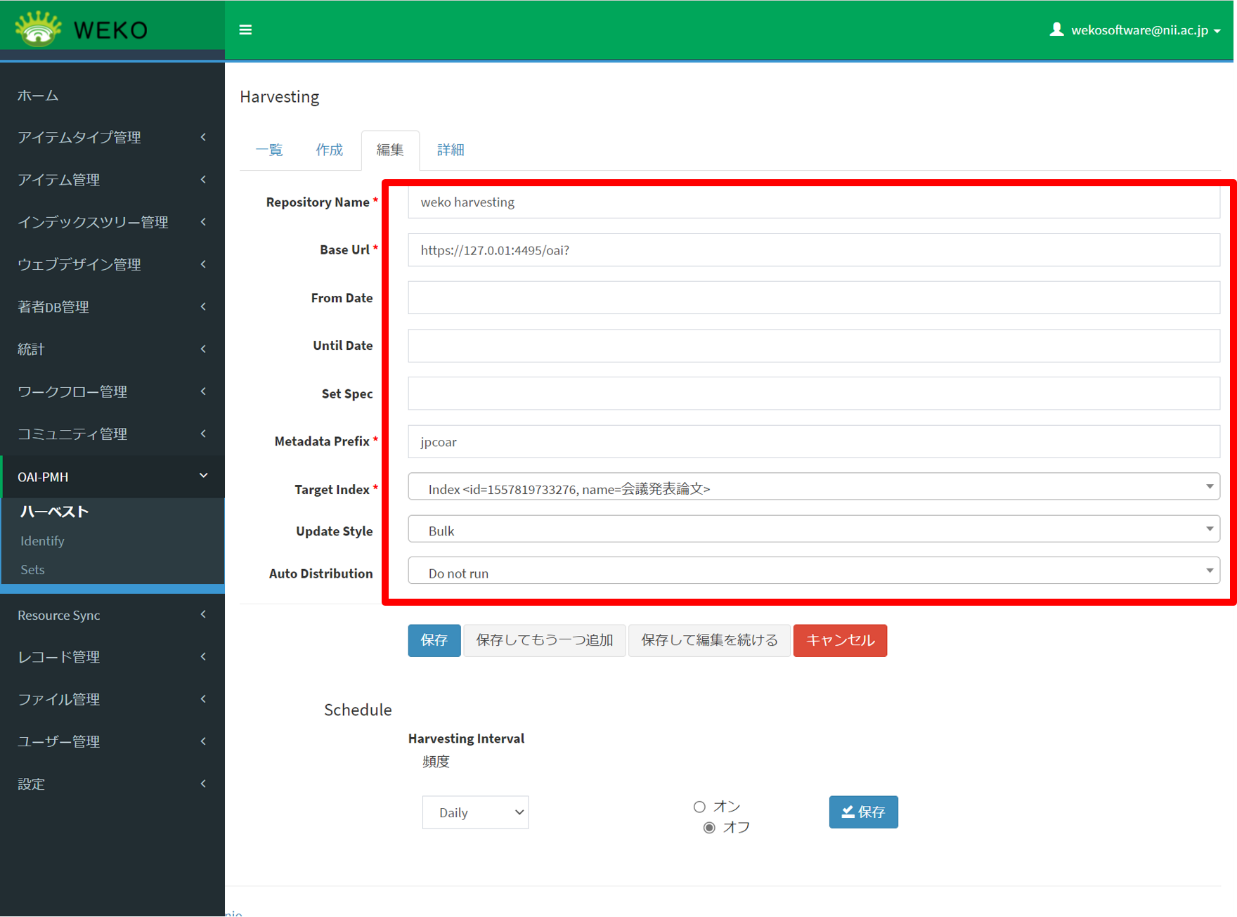 WEKO
wekosoftware@nii.ac.jp
ホーム
アイテムタイプ管理
アイテム管理
インデックスツリー管理
ウェブデザイン管理
著者DB管理
統計
ワークフロー管理
コミュニティ管理
OAI-PMH
ハーベスト
Identify
Sets
Resource Sync
レコード管理
ファイル管理
ユーザー管理
設定
Harvesting
一覧 作成 編集 詳細
Repository Name * weko harvesting
Base Url * https://127.0.01:4495/oai?
From Date
Until Date
Set Spec
Metadata Prefix * jpcoar
Target Index * Index <id=1557819733276, name=会議発表論文>
Update Style Bulk
Auto Distribution Do not run
保存 保存してもう一つ追加 保存して編集を続ける キャンセル
Schedule
Harvesting Interval
頻度
Daily オン 保存
オフ